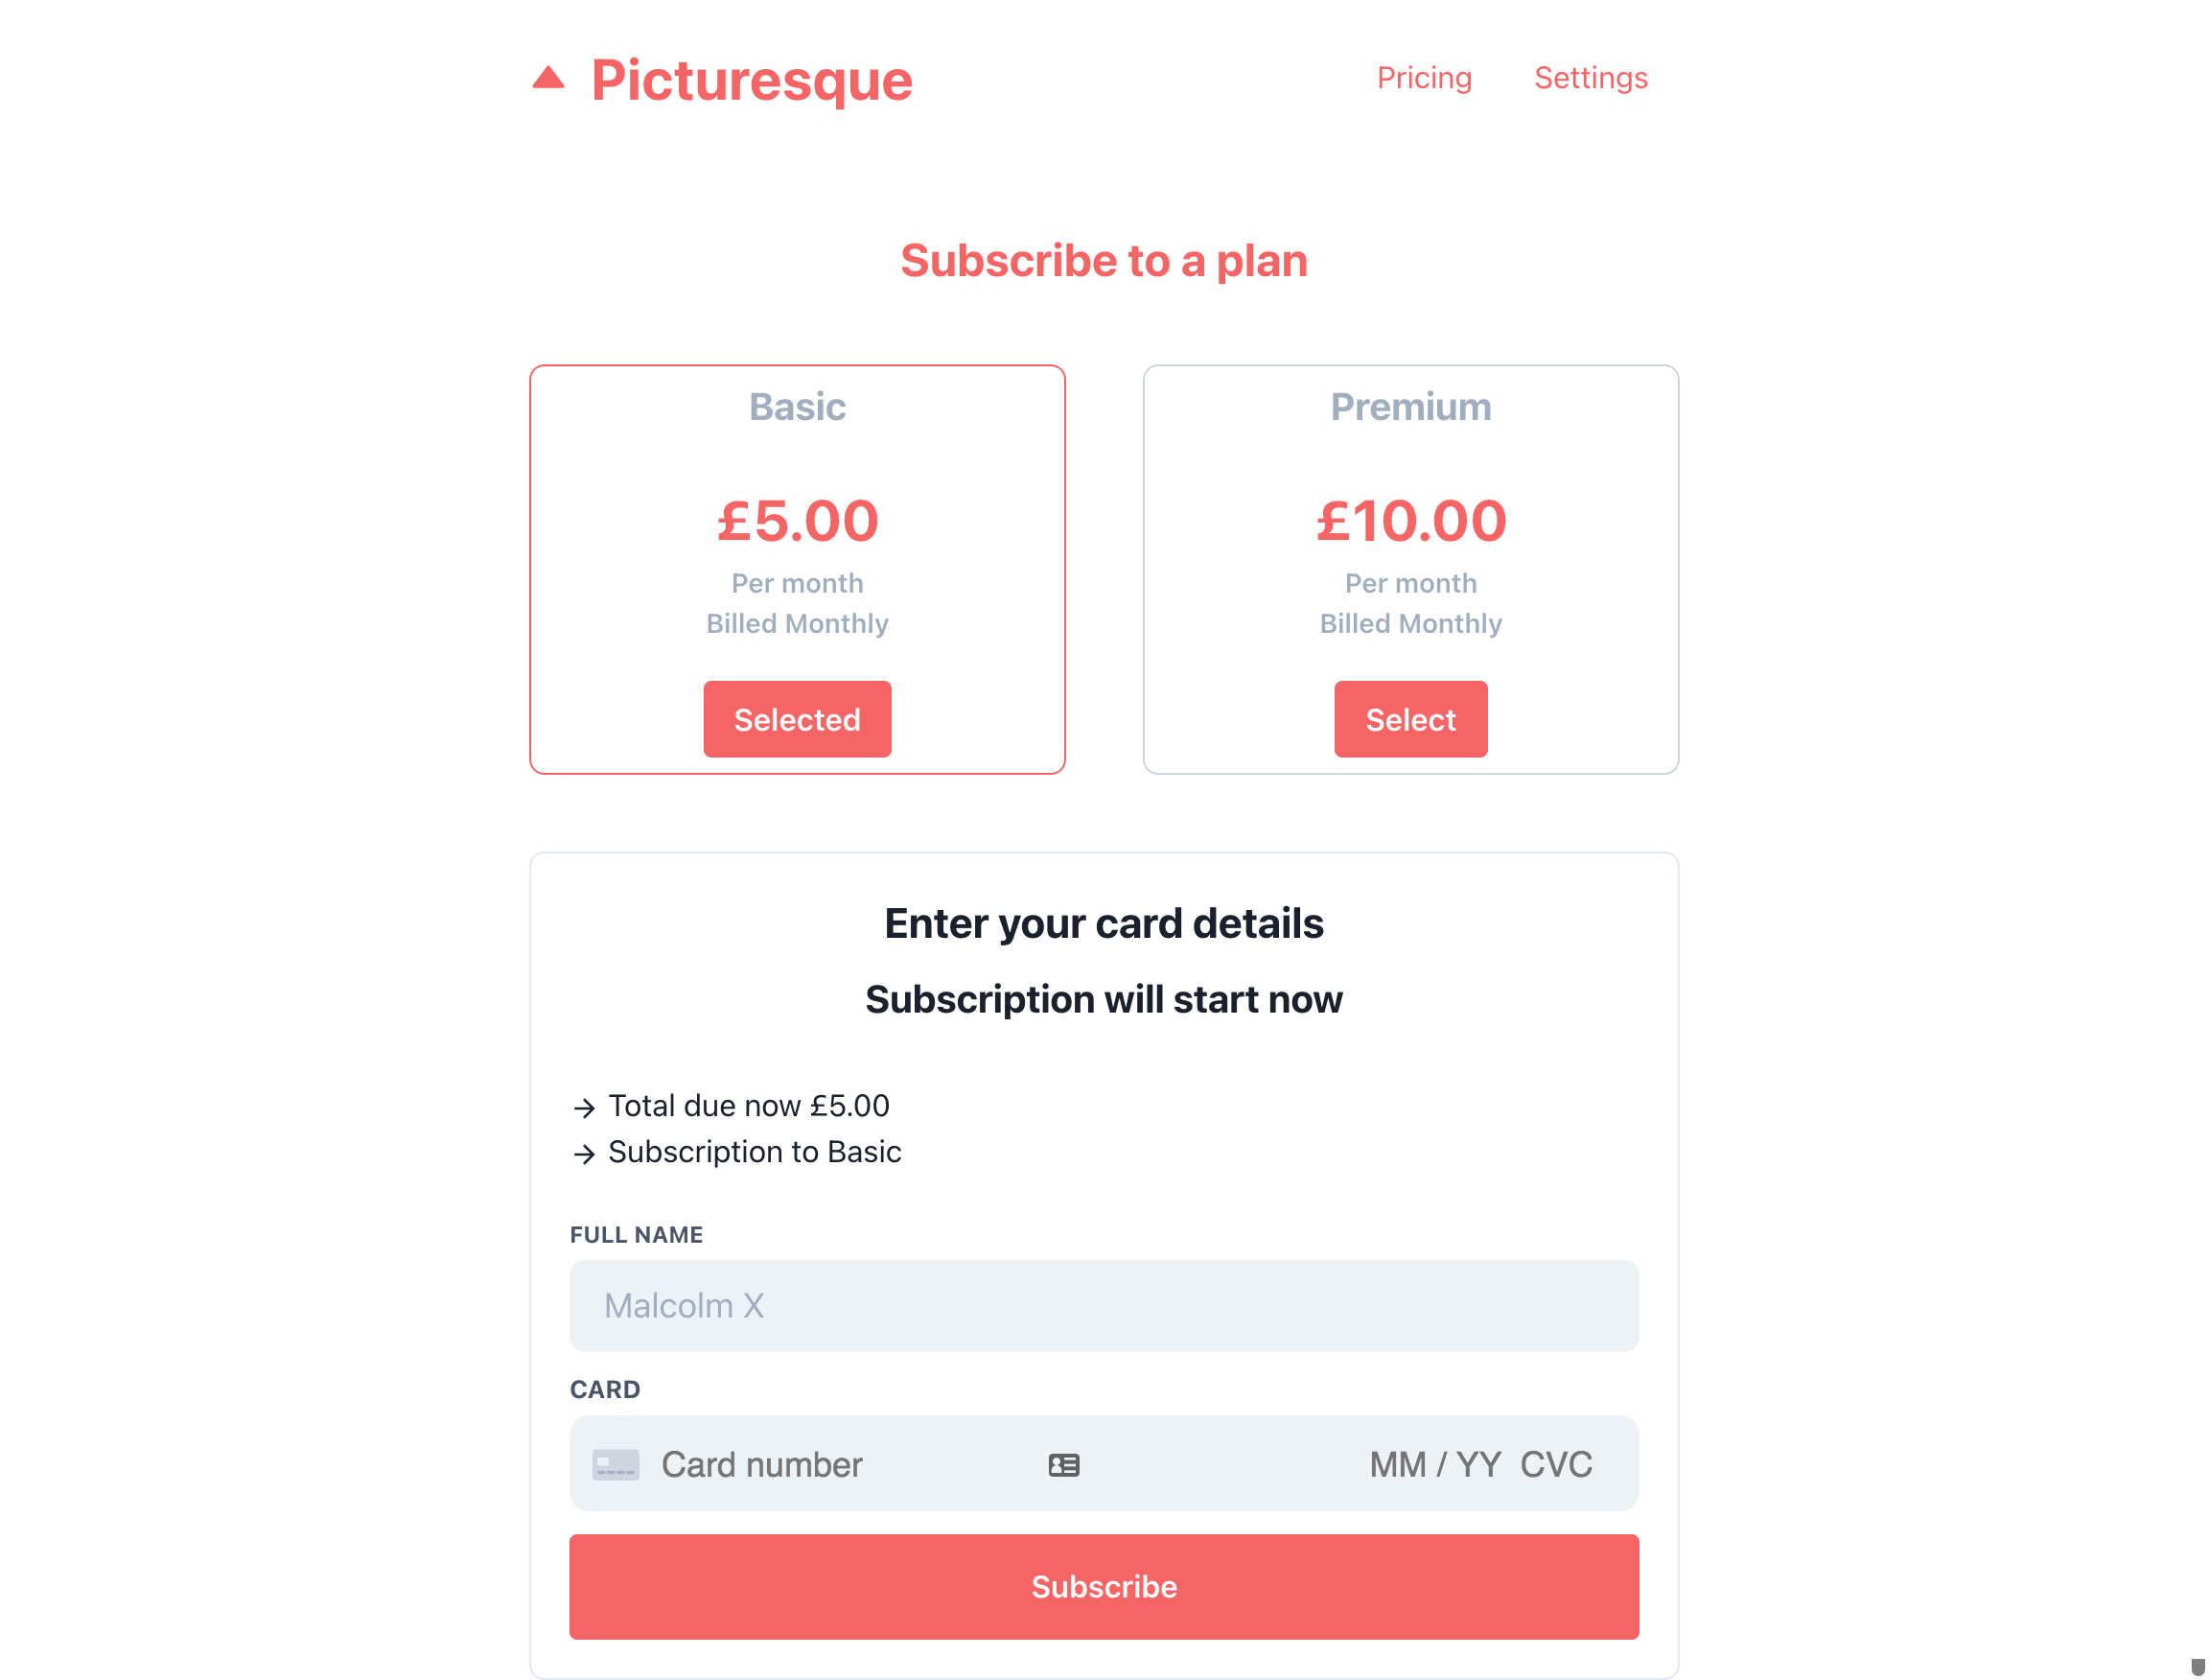 Picturesque
Pricing Settings
Subscribe to a plan
Basic
£5.00
Per month
Billed Monthly
Selected
Premium
£10.00
Per month
Billed Monthly
Select
Enter your card details
Subscription will start now
→ Total due now £5.00
→ Subscription to Basic
FULL NAME
Malcolm X
CARD
Card number MM / YY CVC
Subscribe